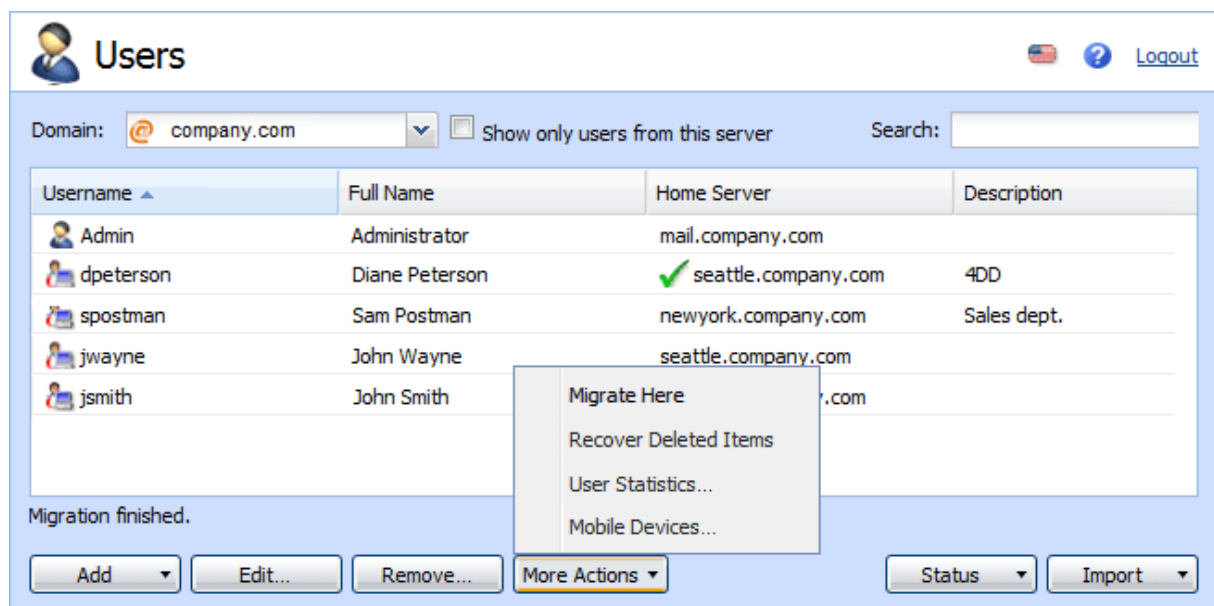 Users
Logout
Domain: @ company.com Show only users from this server Search:
Username Full Name Home Server Description
Admin Administrator mail.company.com
dpeterson Diane Peterson seattle.company.com 4DD
spostman Sam Postman newyork.company.com Sales dept.
jwayne John Wayne seattle.company.com
jsmith John Smith .com
Migrate Here
Recover Deleted Items
User Statistics...
Mobile Devices...
Migration finished.
Add Edit... Remove... More Actions Status Import